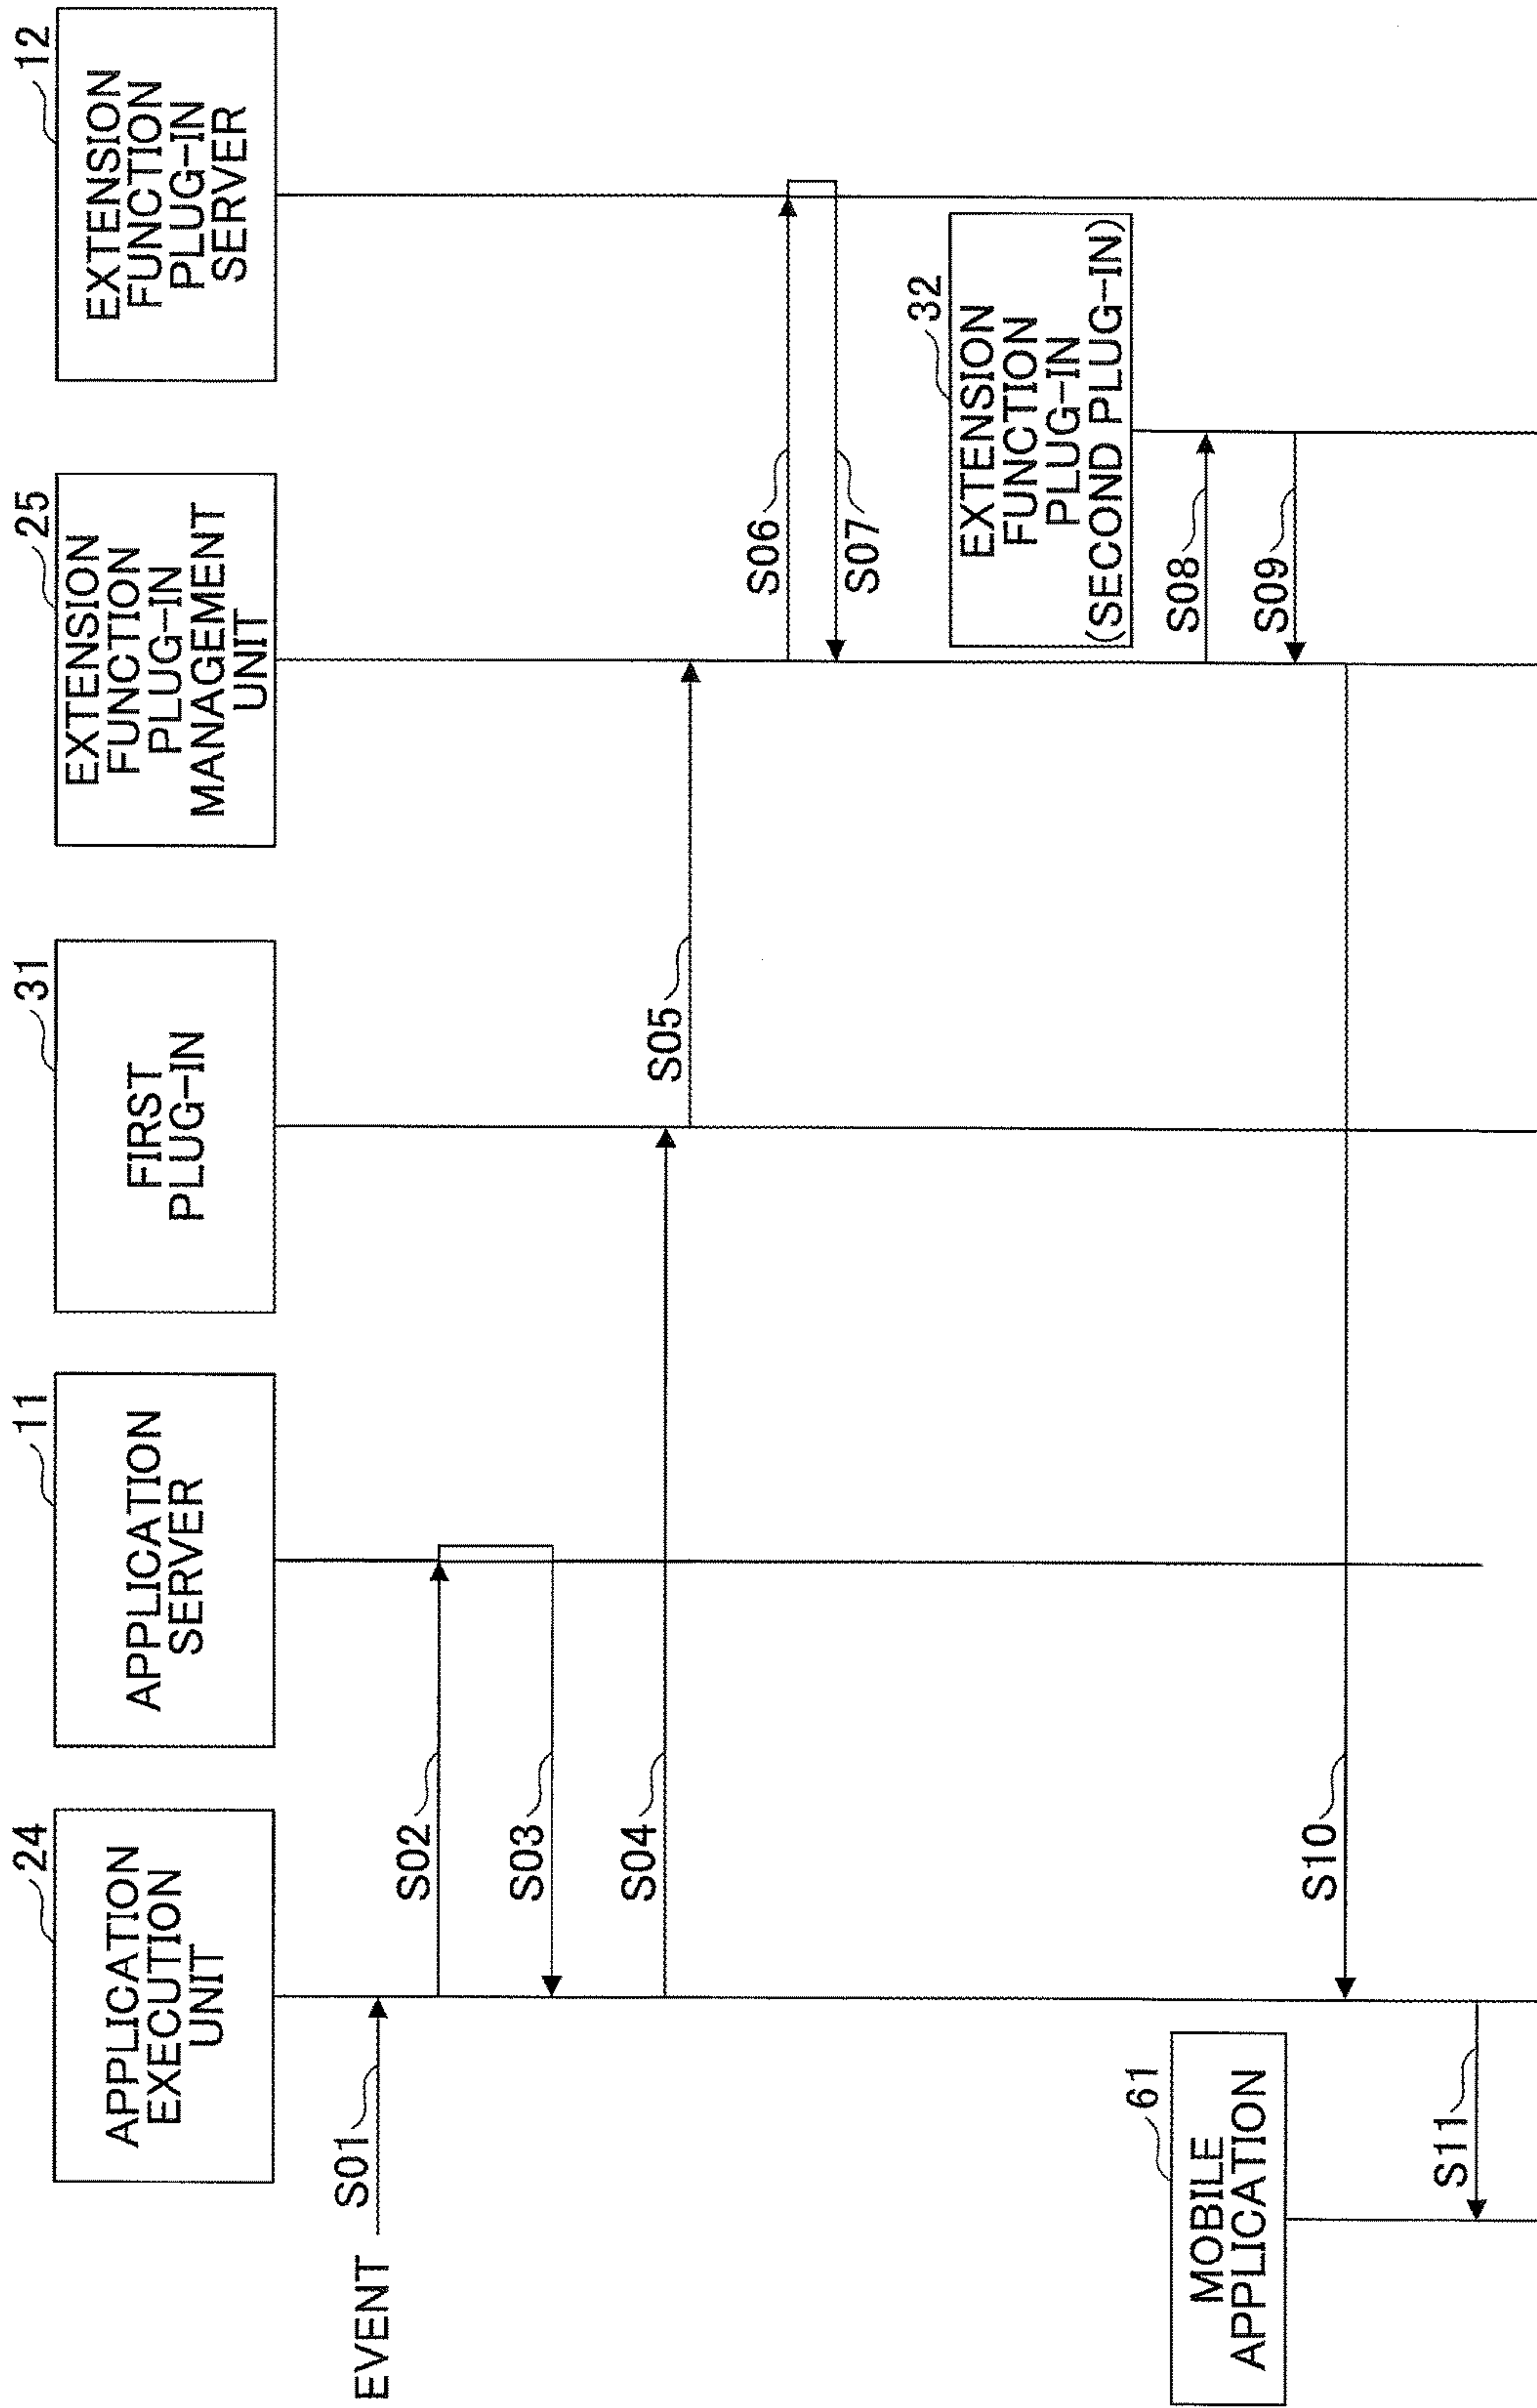 24
APPLICATION
EXECUTION
UNIT
11
APPLICATION
SERVER
31
FIRST
PLUG-IN
25
EXTENSION
FUNCTION
PLUG-IN
MANAGEMENT
UNIT
12
EXTENSION
FUNCTION
PLUG-IN
SERVER
EVENT
S01
S02
S03
S04
S05
S06
S07
32
EXTENSION
FUNCTION
PLUG-IN
(SECOND PLUG-IN)
S08
S09
61
MOBILE
APPLICATION
S10
S11